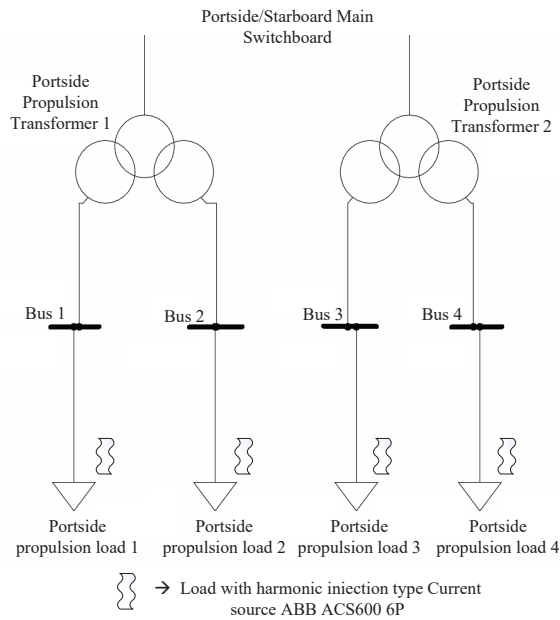 Portside/Starboard Main
Switchboard
Portside
Propulsion
Transformer 1
Portside
Propulsion
Transformer 2
Bus 1
Bus 2
Bus 3
Bus 4
Portside
propulsion load 1
Portside
propulsion load 2
Portside
propulsion load 3
Portside
propulsion load 4
→ Load with harmonic injection type Current
source ABB ACS600 6P